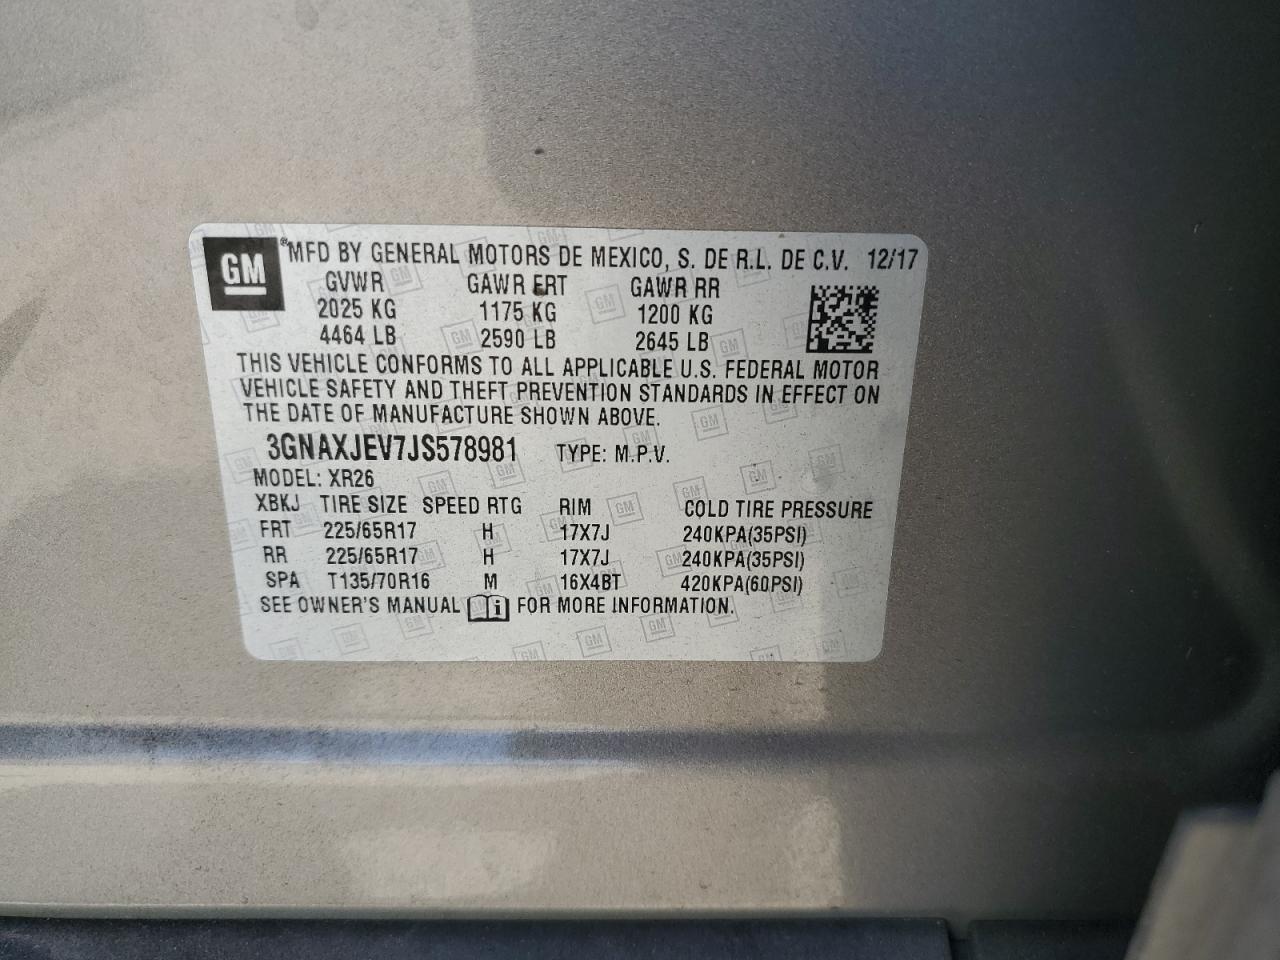 GM ® MFD BY GENERAL MOTORS DE MEXICO, S. DE R.L. DE C.V. 12/17
GVWR GAWR FRT GAWR RR
2025 KG 1175 KG 1200 KG
4464 LB 2590 LB 2645 LB
THIS VEHICLE CONFORMS TO ALL APPLICABLE U.S. FEDERAL MOTOR
VEHICLE SAFETY AND THEFT PREVENTION STANDARDS IN EFFECT ON
THE DATE OF MANUFACTURE SHOWN ABOVE.
3GNAXJEV7JS578981 TYPE: M.P.V.
MODEL: XR26
XBKJ TIRE SIZE SPEED RTG RIM COLD TIRE PRESSURE
FRT 225/65R17 H 17X7J 240KPA(35PSI)
RR 225/65R17 H 17X7J 240KPA(35PSI)
SPA T135/70R16 M 16X4BT 420KPA(60PSI)
SEE OWNER'S MANUAL i FOR MORE INFORMATION.